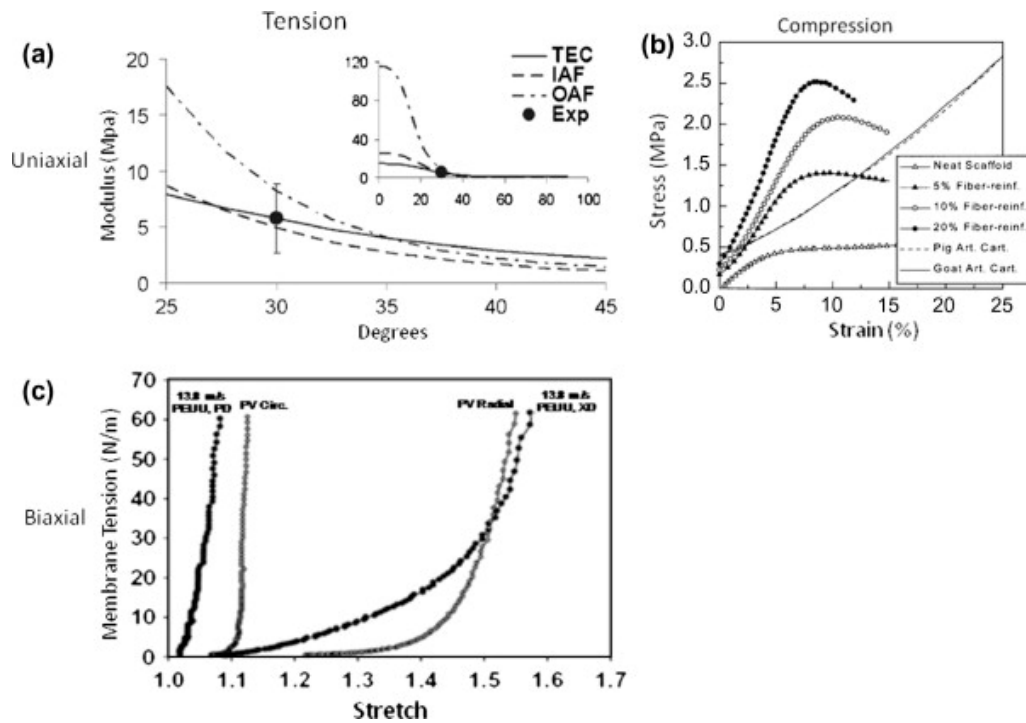 Tension
(a)
Uniaxial
Modulus (Mpa)
20
15
10
5
0
25
30
35
40
45
Degrees
120
80
40
0
0 20 40 60 80 100
TEC
IAF
OAF
Exp
Compression
(b)
Stress (MPa)
3.0
2.5
2.0
1.5
1.0
0.5
0.0
0 5 10 15 20 25
Strain (%)
Neat Scaffold
5% Fiber-reinf.
10% Fiber-reinf.
20% Fiber-reinf.
Pig Art. Cart.
Goat Art. Cart.
(c)
Biaxial
Membrane Tension (N/m)
70
60
50
40
30
20
10
0
1.0 1.1 1.2 1.3 1.4 1.5 1.6 1.7
Stretch
13.8 m/s
PEUU, PD
PV Circ.
PV Radial
13.8 m/s
PEUU, XD